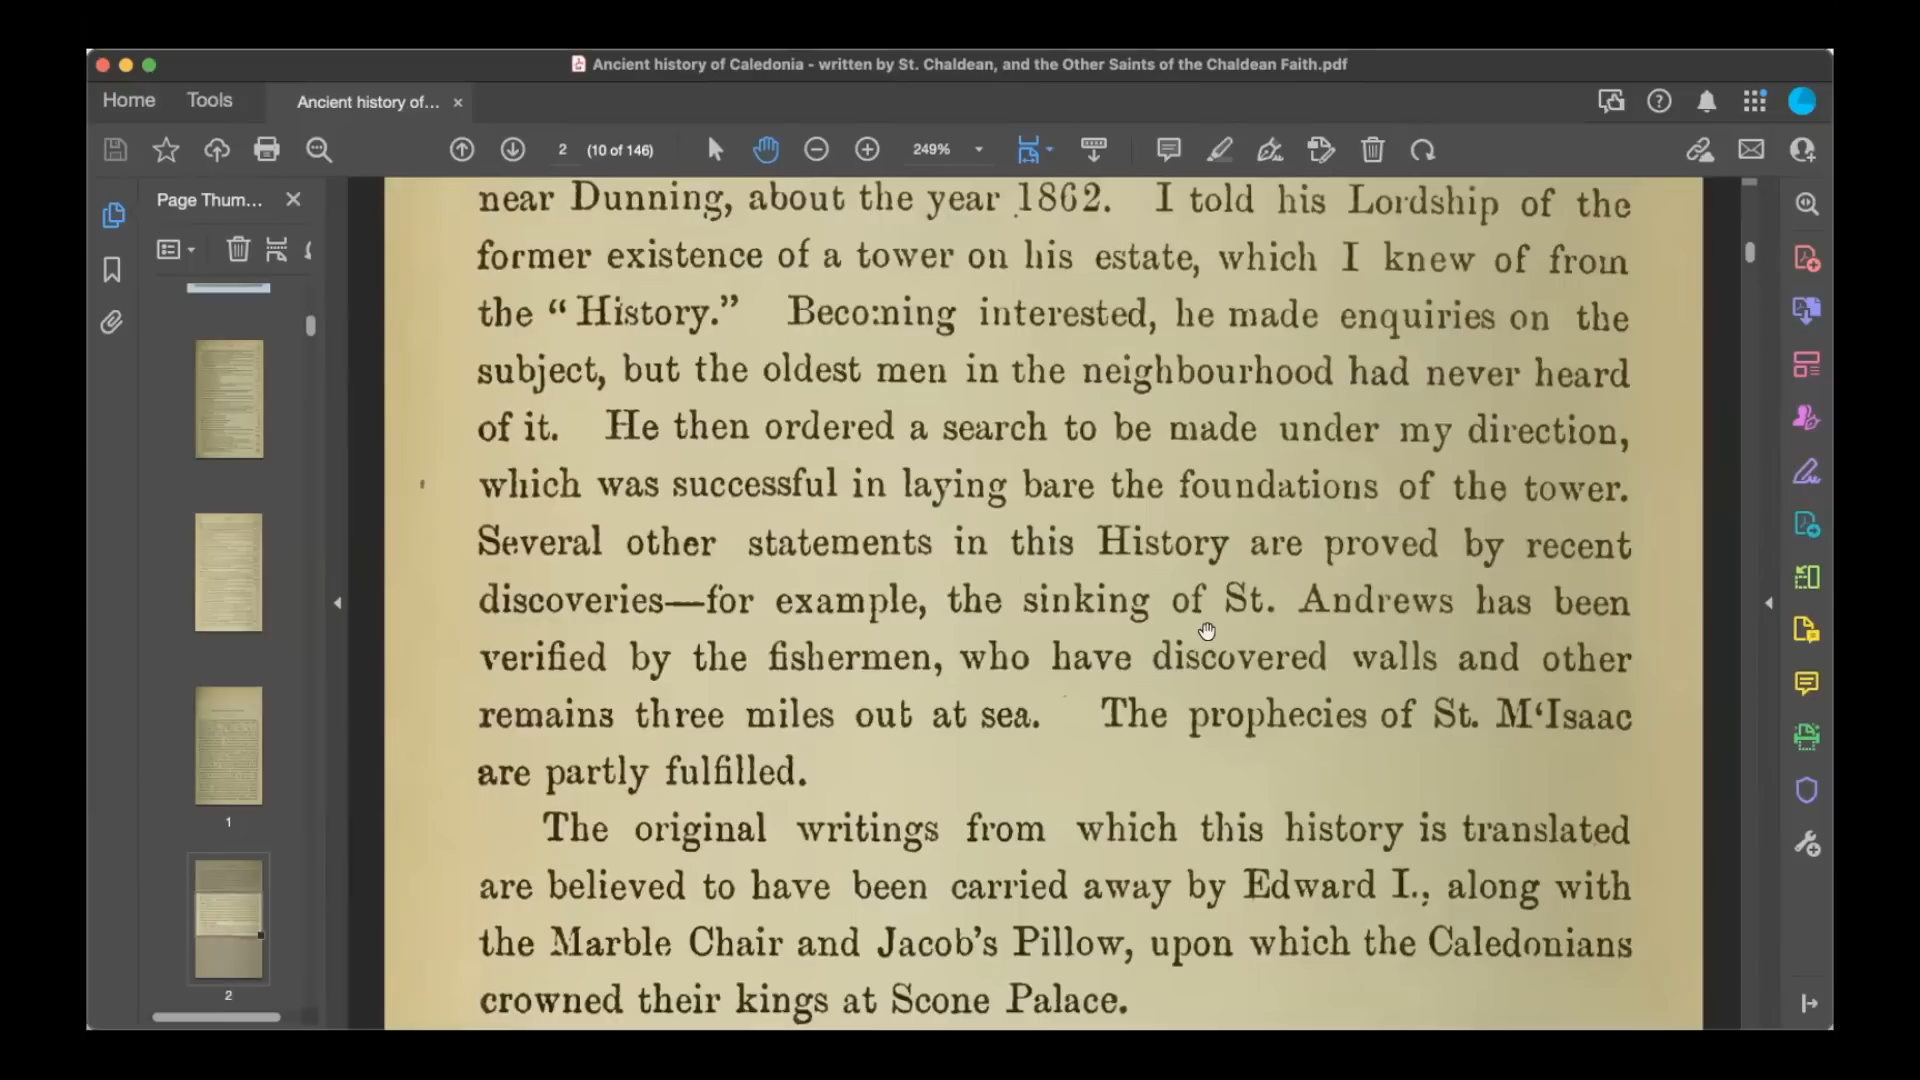 Ancient history of Caledonia - written by St. Chaldean, and the Other Saints of the Chaldean Faith.pdf
Home Tools Ancient history of... ×
2 (10 of 146) 249%
Page Thum...
near Dunning, about the year 1862. I told his Lordship of the
former existence of a tower on his estate, which I knew of from
the “History.” Becoming interested, he made enquiries on the
subject, but the oldest men in the neighbourhood had never heard
of it. He then ordered a search to be made under my direction,
which was successful in laying bare the foundations of the tower.
Several other statements in this History are proved by recent
discoveries—for example, the sinking of St. Andrews has been
verified by the fishermen, who have discovered walls and other
remains three miles out at sea. The prophecies of St. M‘Isaac
are partly fulfilled.
The original writings from which this history is translated
are believed to have been carried away by Edward I., along with
the Marble Chair and Jacob’s Pillow, upon which the Caledonians
crowned their kings at Scone Palace.
1
2